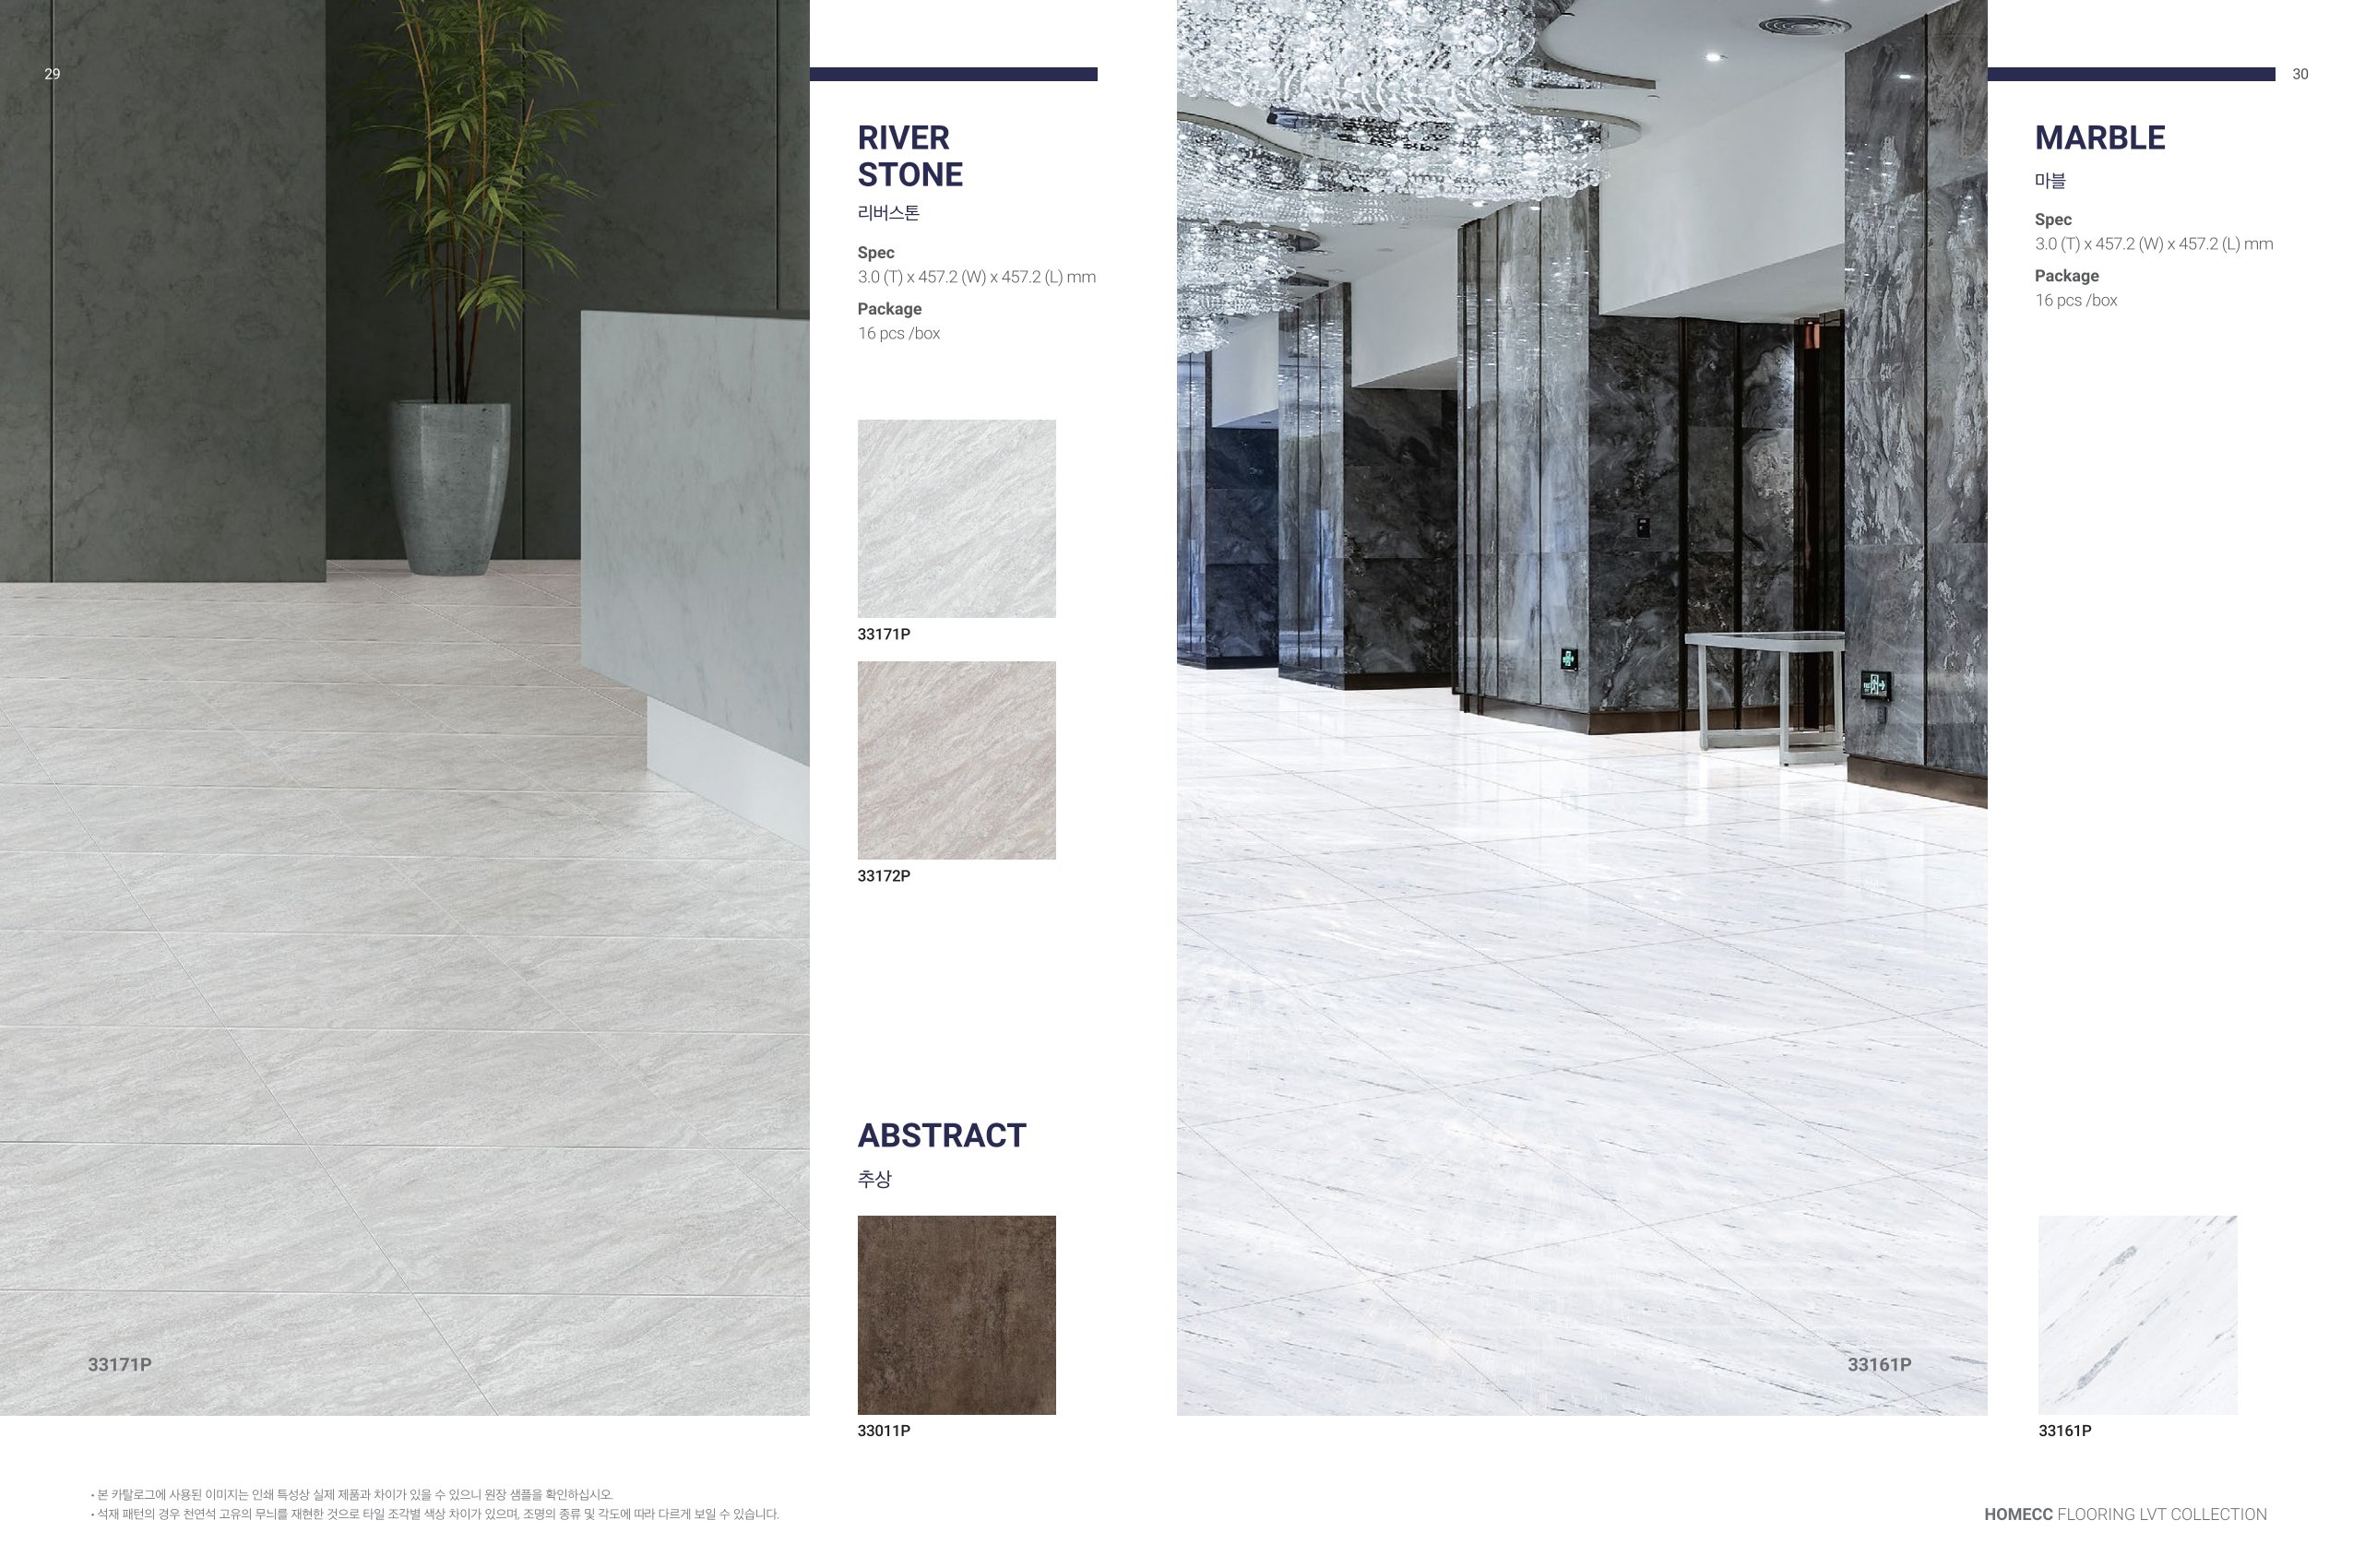 29
RIVER
STONE
리버스톤
Spec
3.0 (T) x 457.2 (W) x 457.2 (L) mm
Package
16 pcs /box
33171P
33172P
ABSTRACT
추상
33011P
33171P
• 본 카탈로그에 사용된 이미지는 인쇄 특성상 실제 제품과 차이가 있을 수 있으니 원장 샘플을 확인하십시오.
• 석재 패턴의 경우 천연석 고유의 무늬를 재현한 것으로 타일 조각별 색상 차이가 있으며, 조명의 종류 및 각도에 따라 다르게 보일 수 있습니다.
30
MARBLE
마블
Spec
3.0 (T) x 457.2 (W) x 457.2 (L) mm
Package
16 pcs /box
33161P
33161P
HOMECC FLOORING LVT COLLECTION